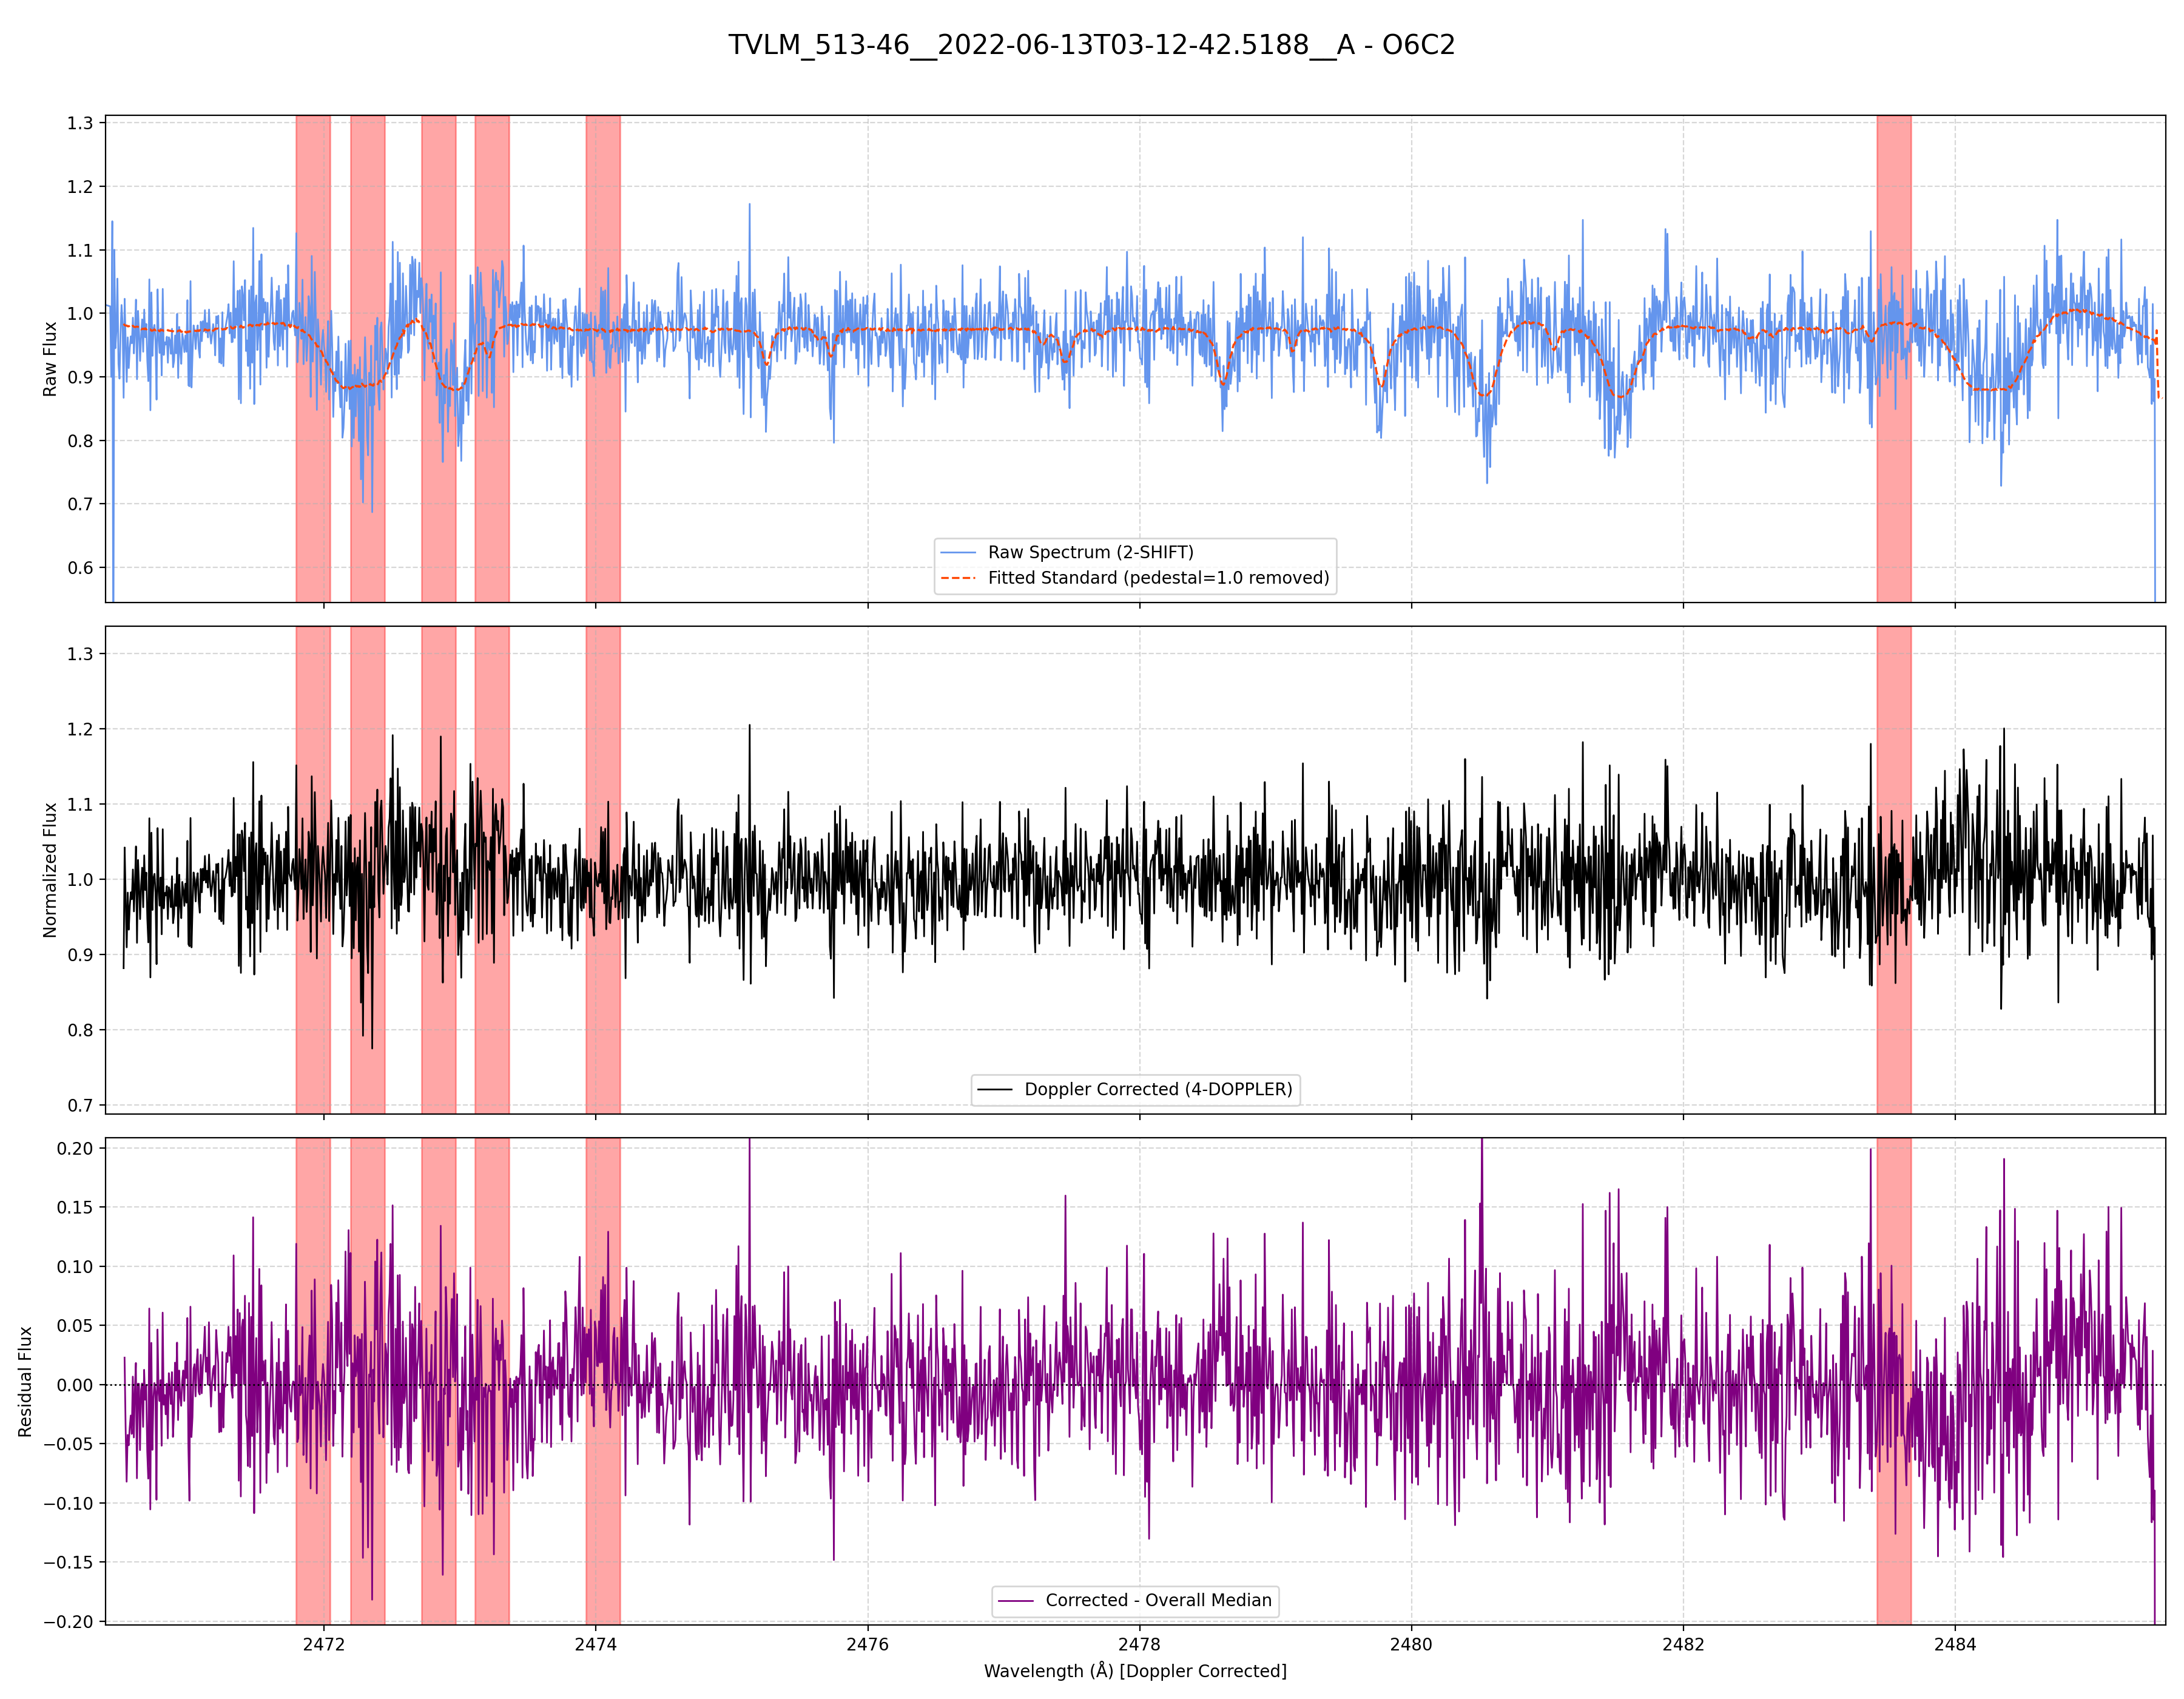 TVLM_513-46__2022-06-13T03-12-42.5188__A - O6C2
Raw Flux
1.3
1.2
1.1
1.0
0.9
0.8
0.7
0.6
Raw Spectrum (2-SHIFT)
Fitted Standard (pedestal=1.0 removed)
Normalized Flux
1.3
1.2
1.1
1.0
0.9
0.8
0.7
Doppler Corrected (4-DOPPLER)
Residual Flux
0.20
0.15
0.10
0.05
0.00
−0.05
−0.10
−0.15
−0.20
Corrected - Overall Median
2472 2474 2476 2478 2480 2482 2484
Wavelength (Å) [Doppler Corrected]